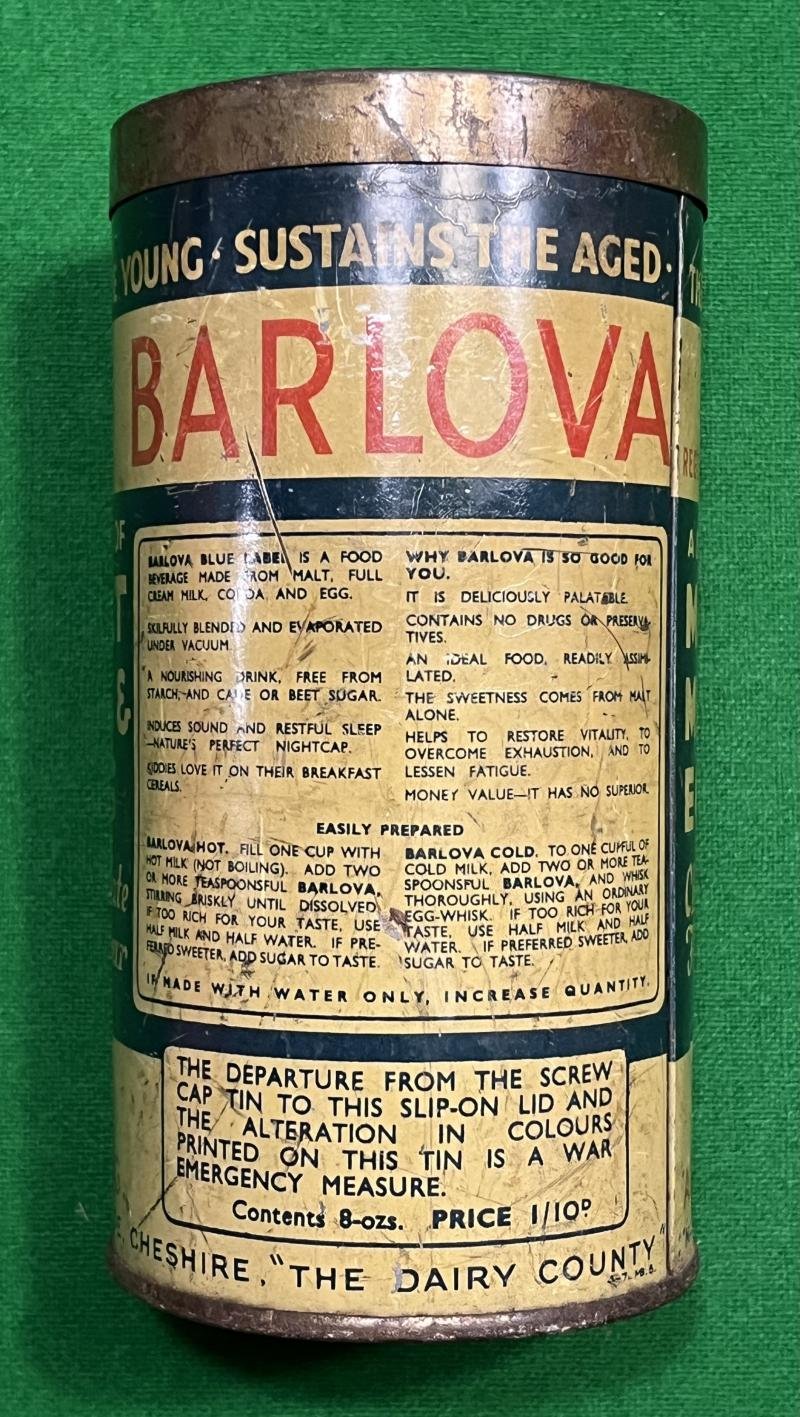 YOUNG · SUSTAINS THE AGED ·
BARLOVA
OF
BARLOVA BLUE LABEL IS A FOOD
BEVERAGE MADE FROM MALT, FULL
CREAM MILK, COCOA AND EGG.
SKILFULLY BLENDED AND EVAPORATED
UNDER VACUUM.
A NOURISHING DRINK, FREE FROM
STARCH, AND CANE OR BEET SUGAR.
INDUCES SOUND AND RESTFUL SLEEP
—NATURE'S PERFECT NIGHTCAP.
KIDDIES LOVE IT ON THEIR BREAKFAST
CEREALS.
WHY BARLOVA IS SO GOOD FOR
YOU.
IT IS DELICIOUSLY PALATABLE.
CONTAINS NO DRUGS OR PRESERVA-
TIVES.
AN IDEAL FOOD, READILY ASSIMI-
LATED.
THE SWEETNESS COMES FROM MALT
ALONE.
HELPS TO RESTORE VITALITY, TO
OVERCOME EXHAUSTION, AND TO
LESSEN FATIGUE.
MONEY VALUE—IT HAS NO SUPERIOR.
EASILY PREPARED
BARLOVA HOT. FILL ONE CUP WITH
HOT MILK (NOT BOILING). ADD TWO
OR MORE TEASPOONSFUL BARLOVA,
STIRRING BRISKLY UNTIL DISSOLVED.
IF TOO RICH FOR YOUR TASTE, USE
HALF MILK AND HALF WATER. IF PRE-
FERRED SWEETER, ADD SUGAR TO TASTE.
BARLOVA COLD. TO ONE CUPFUL OF
COLD MILK, ADD TWO OR MORE TEA-
SPOONSFUL BARLOVA, AND WHISK
THOROUGHLY, USING AN ORDINARY
EGG-WHISK. IF TOO RICH FOR YOUR
TASTE, USE HALF MILK AND HALF
WATER. IF PREFERRED SWEETER, ADD
SUGAR TO TASTE.
IF MADE WITH WATER ONLY, INCREASE QUANTITY.
THE DEPARTURE FROM THE SCREW
CAP TIN TO THIS SLIP-ON LID AND
THE ALTERATION IN COLOURS
PRINTED ON THIS TIN IS A WAR
EMERGENCY MEASURE.
Contents 8-ozs. PRICE 1/10D
CHESHIRE, "THE DAIRY COUNTY"